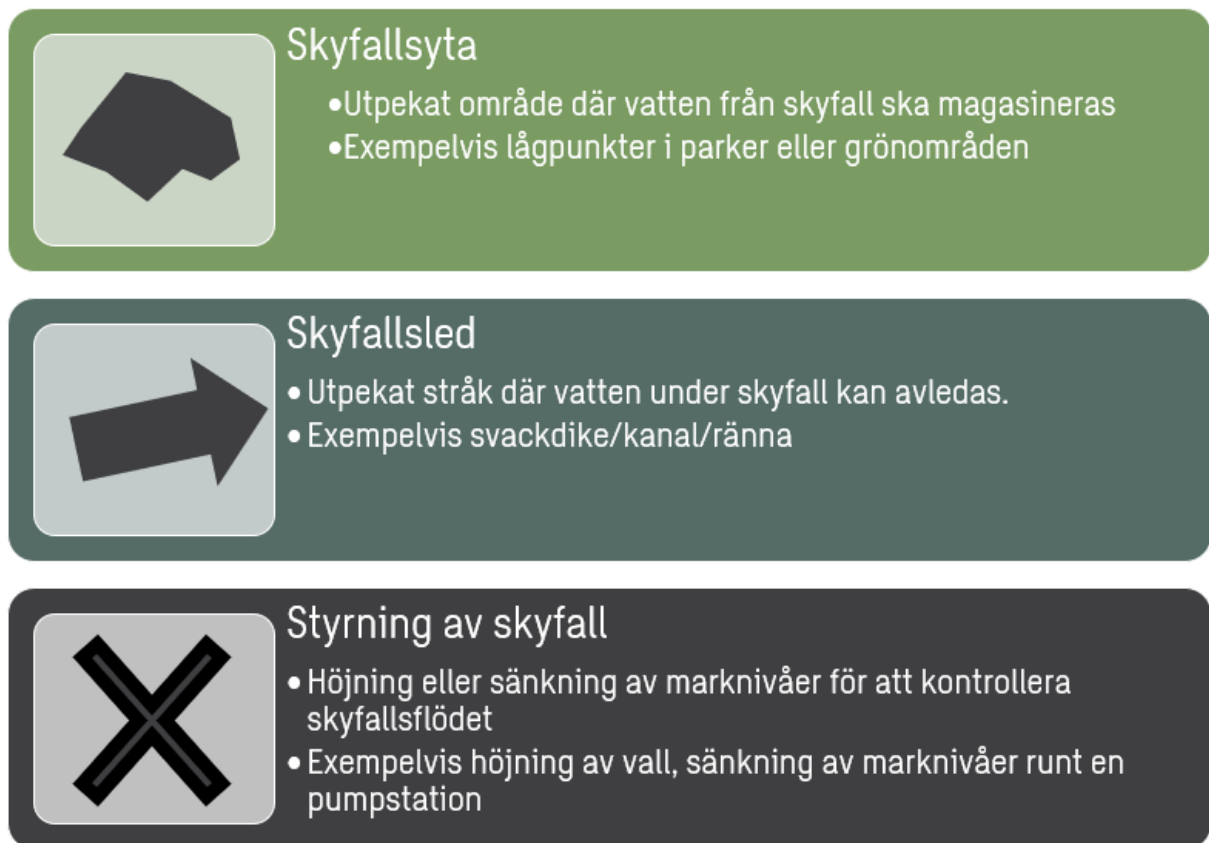 Skyfallsyta
•Utpekat område där vatten från skyfall ska magasineras
•Exempelvis lågpunkter i parker eller grönområden
Skyfallsled
• Utpekat stråk där vatten under skyfall kan avledas.
• Exempelvis svackdike/kanal/ränna
Styrning av skyfall
• Höjning eller sänkning av marknivåer för att kontrollera
skyfallsflödet
• Exempelvis höjning av vall, sänkning av marknivåer runt en
pumpstation